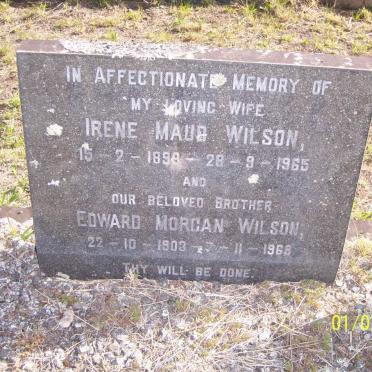 IN AFFECTIONATE MEMORY OF
MY LOVING WIFE
IRENE MAUD WILSON,
15-2-1898 - 28-9-1965
AND
OUR BELOVED BROTHER
EDWARD MORGAN WILSON,
22-10-1903 - 7-11-1968
THY WILL BE DONE.
01/0